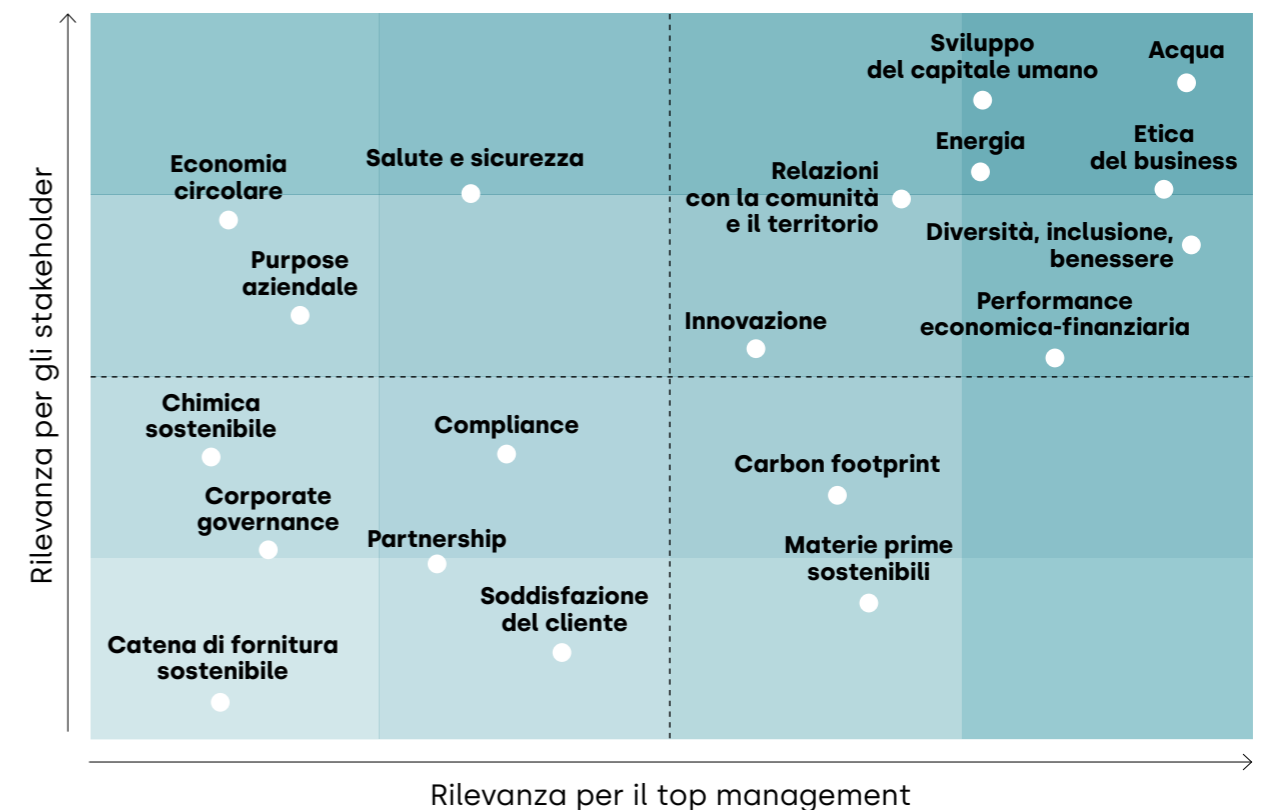 Rilevanza per gli stakeholder
Sviluppo
del capitale umano
Acqua
Economia
circolare
Salute e sicurezza
Energia
Etica
del business
Relazioni
con la comunità
e il territorio
Diversità, inclusione,
benessere
Purpose
aziendale
Innovazione
Performance
economica-finanziaria
Chimica
sostenibile
Compliance
Carbon footprint
Corporate
governance
Partnership
Materie prime
sostenibili
Soddisfazione
del cliente
Catena di fornitura
sostenibile
Rilevanza per il top management